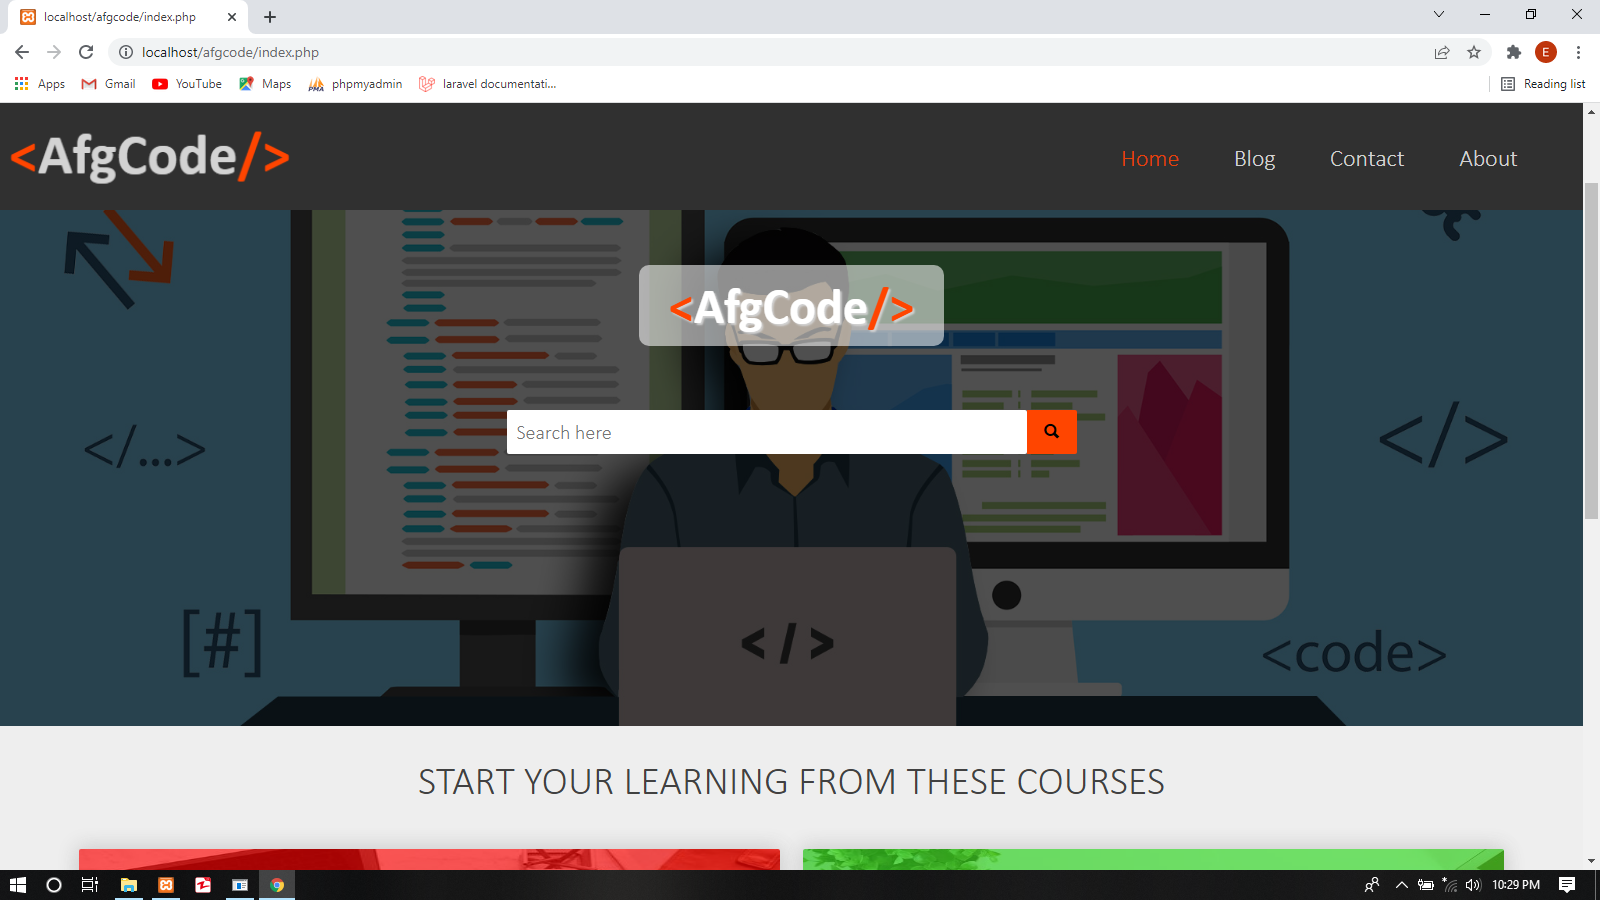 localhost/afgcode/index.php
localhost/afgcode/index.php
E
Apps
Gmail
YouTube
Maps
PMA
phpmyadmin
laravel documentati...
Reading list
<AfgCode/>
Home
Blog
Contact
About
<AfgCode/>
Search here
</...>
</>
[#]
</>
<code>
START YOUR LEARNING FROM THESE COURSES
10:29 PM